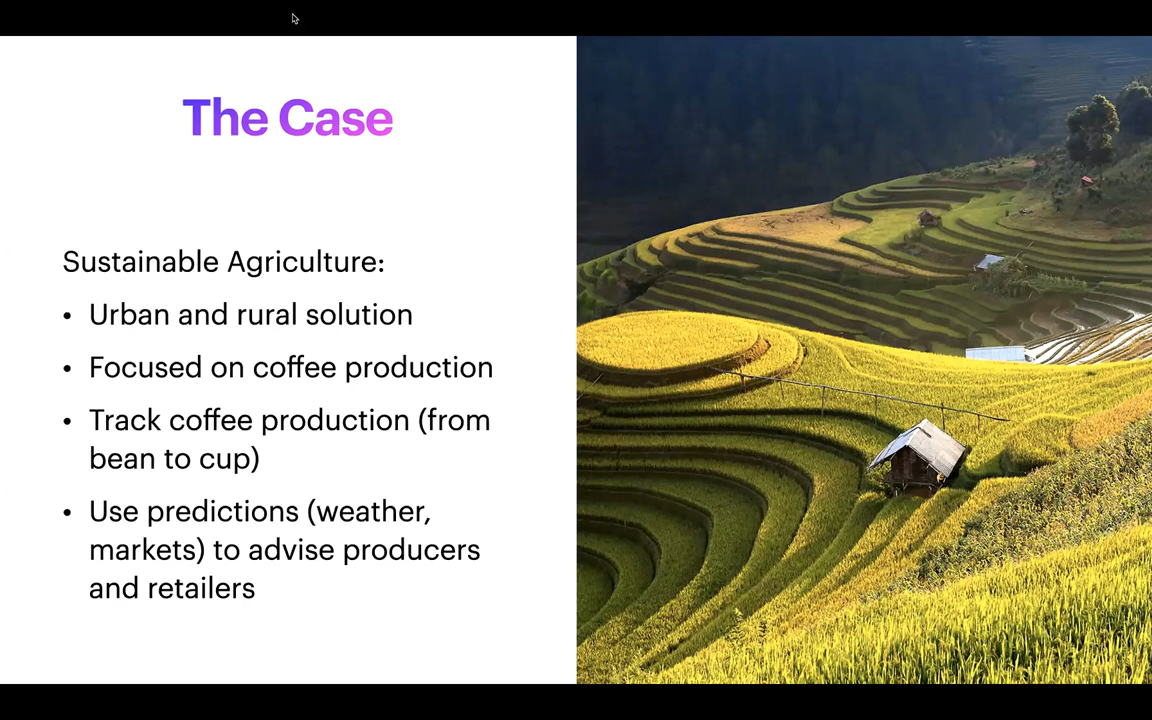 The Case
Sustainable Agriculture:
• Urban and rural solution
• Focused on coffee production
• Track coffee production (from
bean to cup)
• Use predictions (weather,
markets) to advise producers
and retailers